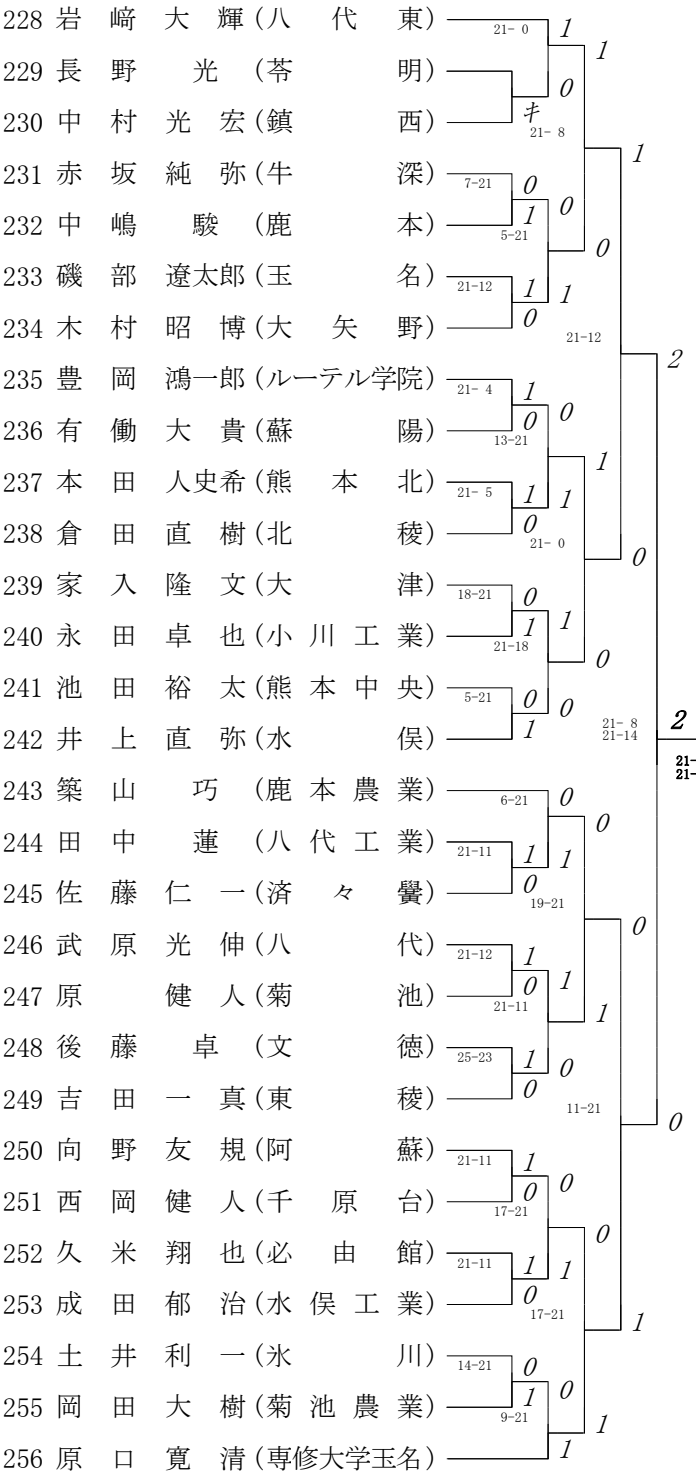 228 岩﨑大輝(八代東) 21- 0 1 1
229 長野光(苓明) 0
230 中村光宏(鎮西) キ 21- 8 1
231 赤坂純弥(牛深) 7-21 0 0
232 中嶋駿(鹿本) 1 5-21 0
233 磯部遼太郎(玉名) 21-12 1 1
234 木村昭博(大矢野) 0 21-12 2
235 豊岡鴻一郎(ルーテル学院) 21- 4 1 0
236 有働大貴(蘇陽) 0 13-21 1
237 本田人史希(熊本北) 21- 5 1 1
238 倉田直樹(北稜) 0 21- 0 0
239 家入隆文(大津) 18-21 0 1
240 永田卓也(小川工業) 1 21-18 0
241 池田裕太(熊本中央) 5-21 0 0
242 井上直弥(水俣) 1 21- 8 21-14 2 21- 21-
243 築山巧(鹿本農業) 6-21 0 0
244 田中蓮(八代工業) 21-11 1 1
245 佐藤仁一(済々黌) 0 19-21 0
246 武原光伸(八代) 21-12 1 1
247 原健人(菊池) 0 21-11 1
248 後藤卓(文徳) 25-23 1 0
249 吉田一真(東稜) 0 11-21 0
250 向野友規(阿蘇) 21-11 1 0
251 西岡健人(千原台) 0 17-21 0
252 久米翔也(必由館) 21-11 1 1
253 成田郁治(水俣工業) 0 17-21 1
254 土井利一(氷川) 14-21 0 0
255 岡田大樹(菊池農業) 1 9-21 1
256 原口寛清(専修大学玉名) 1